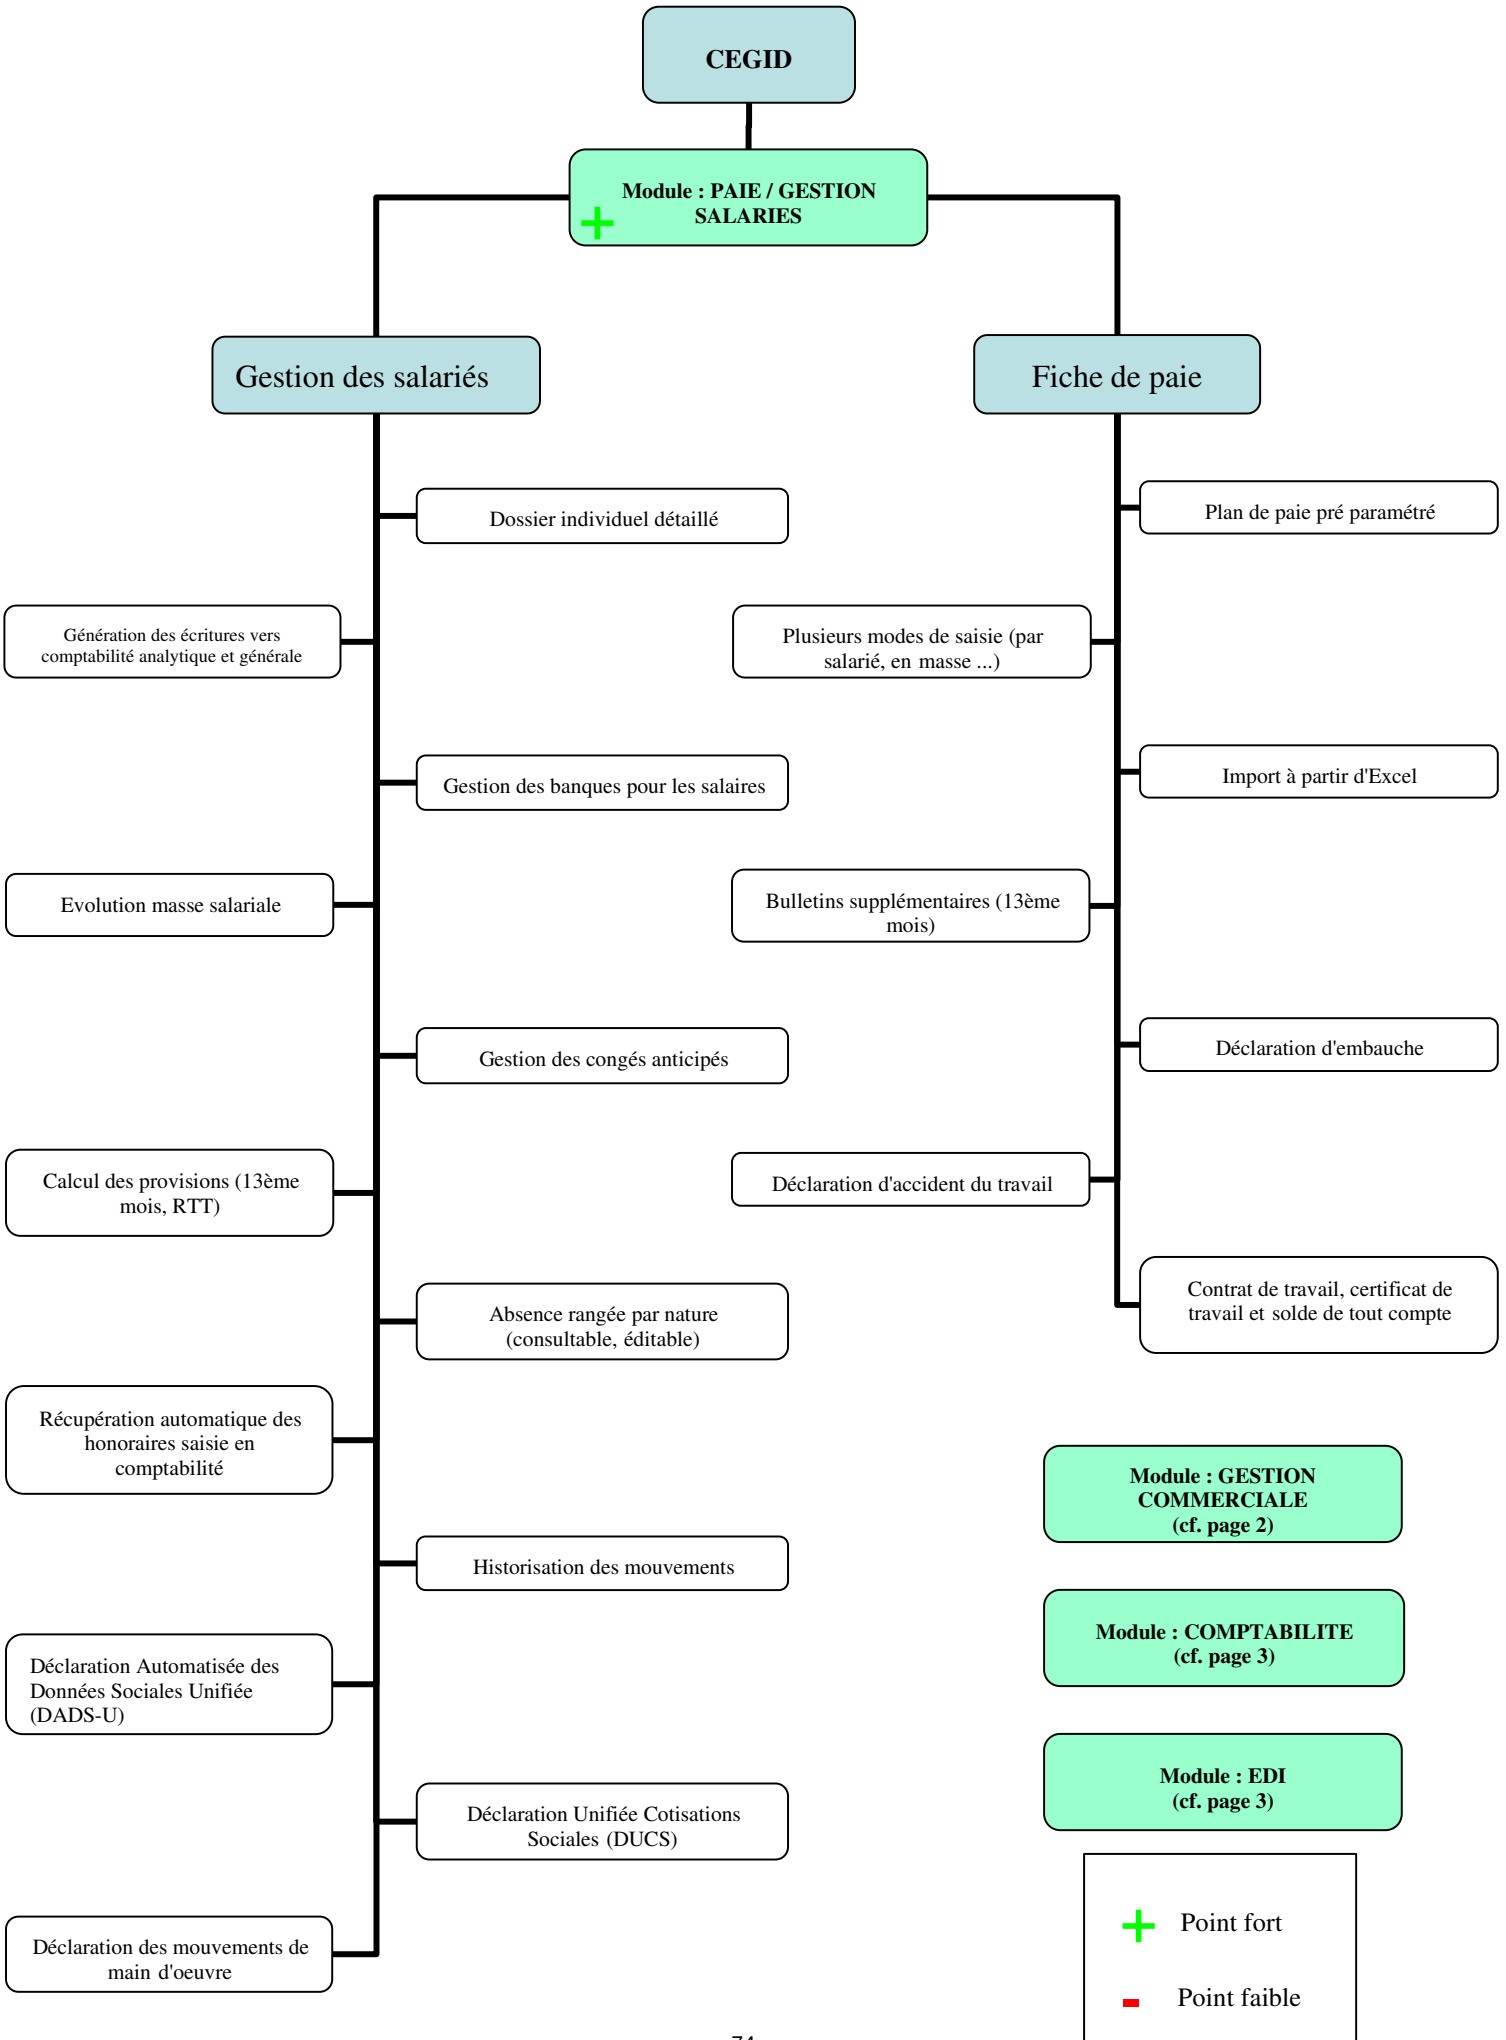 CEGID
Module : PAIE / GESTION
SALARIES
+
Gestion des salariés
Fiche de paie
Dossier individuel détaillé
Génération des écritures vers
comptabilité analytique et générale
Gestion des banques pour les salaires
Evolution masse salariale
Gestion des congés anticipés
Calcul des provisions (13ème
mois, RTT)
Absence rangée par nature
(consultable, éditable)
Récupération automatique des
honoraires saisie en
comptabilité
Historisation des mouvements
Déclaration Automatisée des
Données Sociales Unifiée
(DADS-U)
Déclaration Unifiée Cotisations
Sociales (DUCS)
Déclaration des mouvements de
main d'oeuvre
Plan de paie pré paramétré
Plusieurs modes de saisie (par
salarié, en masse ...)
Import à partir d'Excel
Bulletins supplémentaires (13ème
mois)
Déclaration d'embauche
Déclaration d'accident du travail
Contrat de travail, certificat de
travail et solde de tout compte
Module : GESTION
COMMERCIALE
(cf. page 2)
Module : COMPTABILITE
(cf. page 3)
Module : EDI
(cf. page 3)
+ Point fort
- Point faible